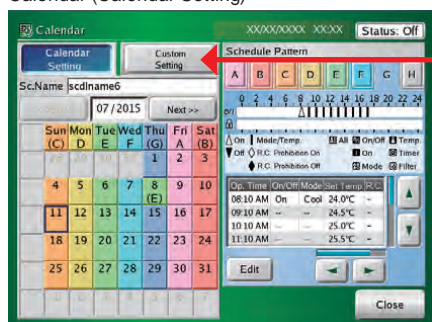 Calendar (Calendar Setting)
Calendar XX/XX/XXXX XX:XX Status: Off
Calendar Setting Custom Setting
Schedule Pattern
A B C D E F G H
Sc.Name scdlname6
07/2015 Next >>
Sun (C) Mon D Tue E Wed F Thu (G) Fri A Sat (B)
1 2 3
4 5 6 7 8 (E) 9 10
11 12 13 14 15 16 17
18 19 20 21 22 23 24
25 26 27 28 29 30 31
0 2 4 6 8 10 12 14 16 18 20 22 24
On Mode/Temp. All On/Off Temp.
Off R.C. Prohibition Off On Timer
R.C. Prohibition On Mode Filter
Op. Time On/Off Mode Set Temp R.C.
08:10 AM On Cool 24.0°C -
09:10 AM -- -- 24.5°C -
10:10 AM -- -- 25.0°C -
11:10 AM -- -- 25.5°C -
Edit
Close